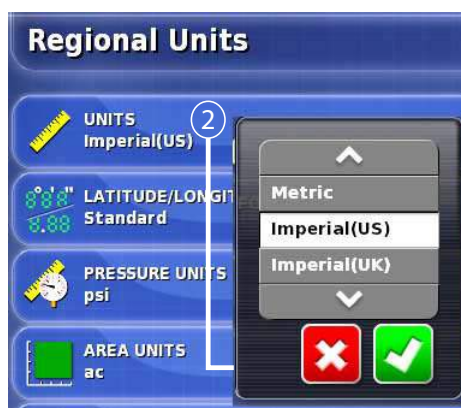 Regional Units
UNITS
Imperial(US)
2
LATITUDE/LONGIT
Standard
PRESSURE UNITS
psi
AREA UNITS
ac
Metric
Imperial(US)
Imperial(UK)